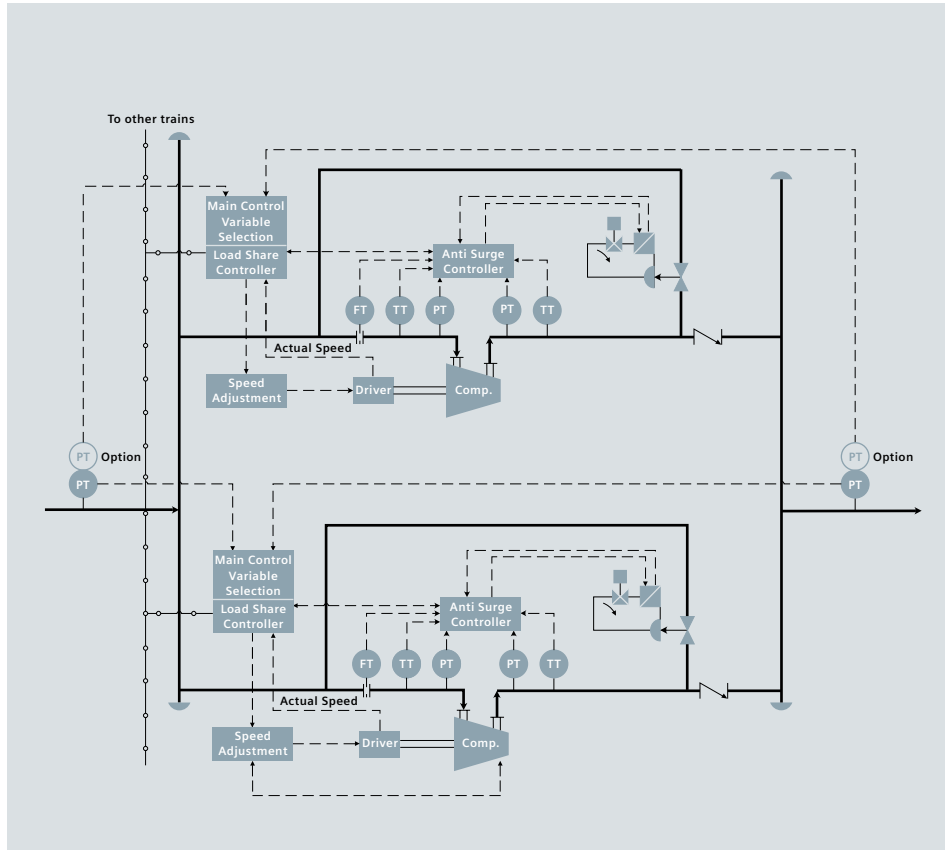 To other trains
Main Control
Variable
Selection
Load Share
Controller
Anti Surge
Controller
FT
TT
PT
PT
TT
Actual Speed
Speed
Adjustment
Driver
Comp.
PT
Option
PT
PT
Option
PT
Main Control
Variable
Selection
Load Share
Controller
Anti Surge
Controller
FT
TT
PT
PT
TT
Actual Speed
Speed
Adjustment
Driver
Comp.